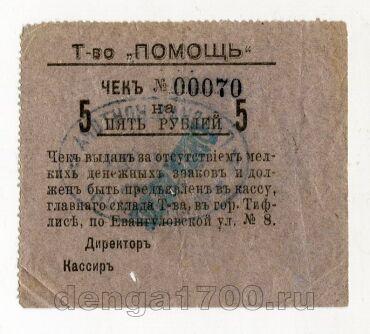 Т-во „ПОМОЩЬ“
ЧЕКЪ № 00070
5 на 5
ПЯТЬ РУБЛЕЙ
Чекъ выданъ за отсутствіемъ мел-
кихъ денежныхъ знаковъ и дол-
женъ быть предъявленъ въ кассу,
главнаго склада Т-ва, въ гор. Тиф-
лисѣ, по Евангуловской ул. № 8.
Директоръ
Кассиръ
denga1700.ru